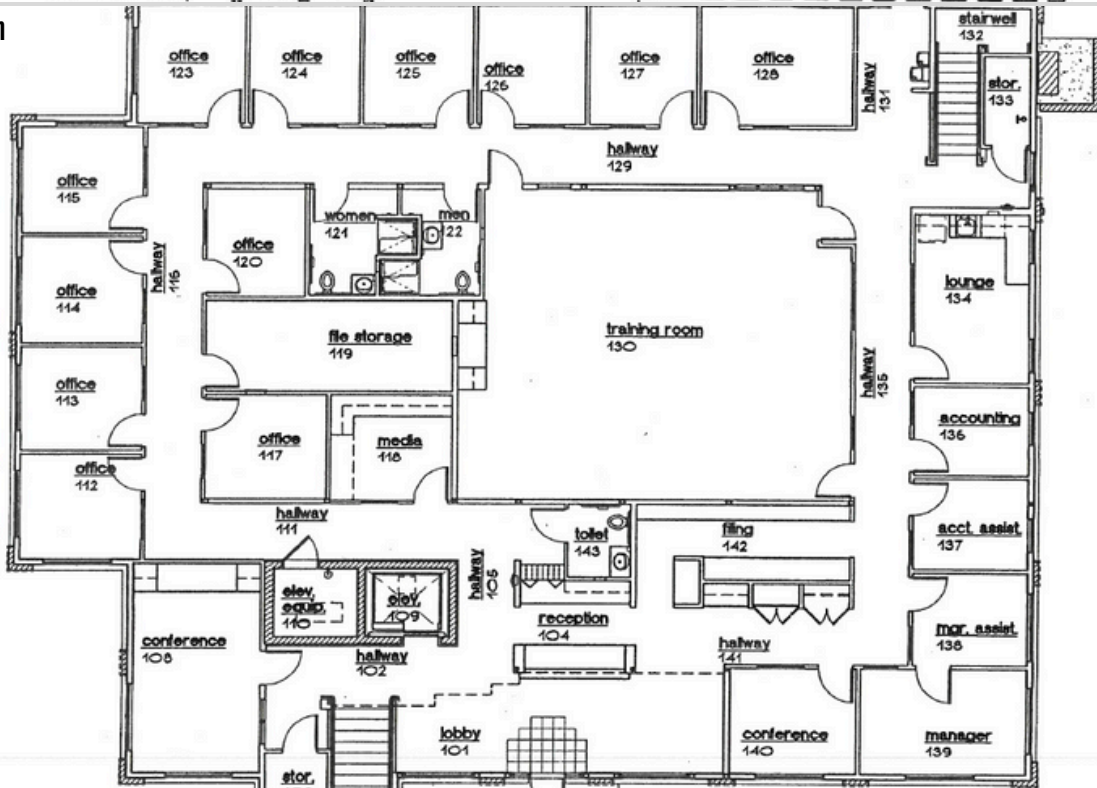 n
stairwell
132
office
123
office
124
office
125
office
126
office
127
office
128
hallway
131
stor.
133
hallway
129
office
115
women
121
men
122
office
120
hallway
116
office
114
lounge
134
file storage
119
training room
130
hallway
135
office
113
accounting
136
office
117
media
118
office
112
hallway
111
toilet
143
filing
142
acct. assist.
137
hallway
105
elev.
equip.
110
elev.
109
reception
104
mgr. assist.
138
conference
108
hallway
102
hallway
141
lobby
101
conference
140
manager
139
stor.